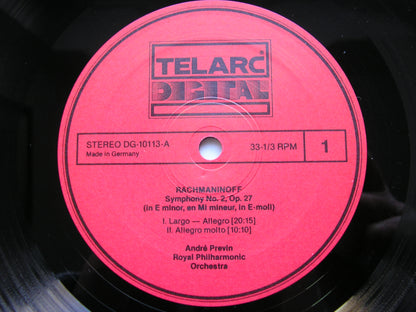 TELARC
DIGITAL
STEREO DG-10113-A
Made in Germany
33-1/3 RPM
1
RACHMANINOFF
Symphony No. 2, Op. 27
(in E minor, en Mi mineur, in E-moll)
I. Largo — Allegro [20:15]
II. Allegro molto [10:10]
André Previn
Royal Philharmonic
Orchestra